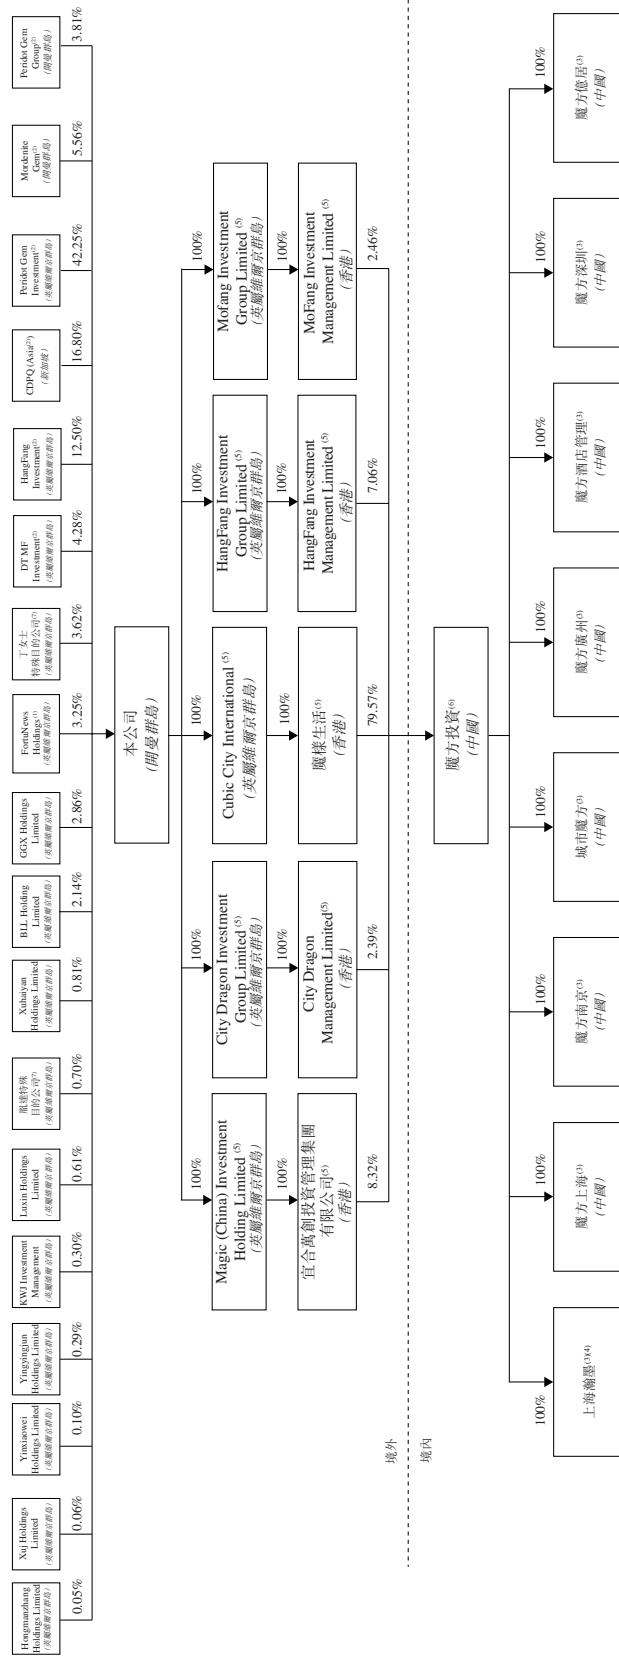 Hongmanzhang
Holdings Limited
(英屬維爾京群島)
0.05%
Xuj Holdings
Limited
(英屬維爾京群島)
0.06%
Yinxiaowei
Holdings Limited
(英屬維爾京群島)
0.10%
Yingyingjun
Holdings Limited
(英屬維爾京群島)
0.29%
KWJ Investment
Management
(英屬維爾京群島)
0.30%
Luxin Holdings
Limited
(英屬維爾京群島)
0.61%
目的公司(7)
(英屬維爾京群島)
0.70%
Xuhaiyan
Holdings Limited
(英屬維爾京群島)
0.81%
BLL Holding
Limited
(英屬維爾京群島)
2.14%
GGX Holdings
Limited
(英屬維爾京群島)
2.86%
FortuNews
Holdings(1)
(英屬維爾京群島)
3.25%
丁女士
特殊目的公司(7)
(英屬維爾京群島)
3.62%
DTMF
Investment(2)
(英屬維爾京群島)
4.28%
HangFang
Investment(2)
(英屬維爾京群島)
12.50%
CDPQ (Asia(2))
(新加坡)
16.80%
Peridot Gem
Investment(2)
(英屬維爾京群島)
42.25%
Mordenite
Gem(2)
(開曼群島)
5.56%
Peridot Gem
Group(2)
(開曼群島)
3.81%
本公司
(開曼群島)
100%
100%
100%
100%
100%
Magic (China) Investment
Holding Limited (5)
(英屬維爾京群島)
City Dragon Investment
Group Limited (5)
(英屬維爾京群島)
Cubic City International (5)
(英屬維爾京群島)
HangFang Investment
Group Limited (5)
(英屬維爾京群島)
Mofang Investment
Group Limited (5)
(英屬維爾京群島)
100%
100%
100%
100%
100%
宜合萬創投資管理集團
有限公司(5)
(香港)
City Dragon
Management Limited(5)
(香港)
魔樣生活(5)
(香港)
HangFang Investment
Management Limited (5)
(香港)
MoFang Investment
Management Limited (5)
(香港)
8.32%
2.39%
79.57%
7.06%
2.46%
境外
境內
魔方投資(6)
(中國)
100%
100%
100%
100%
100%
100%
100%
100%
上海瀚墨(3)(4)
魔方上海(3)
(中國)
魔方南京(3)
(中國)
城市魔方(3)
(中國)
魔方廣州(3)
(中國)
魔方酒店管理(3)
(中國)
魔方深圳(3)
(中國)
魔方億居(3)
(中國)